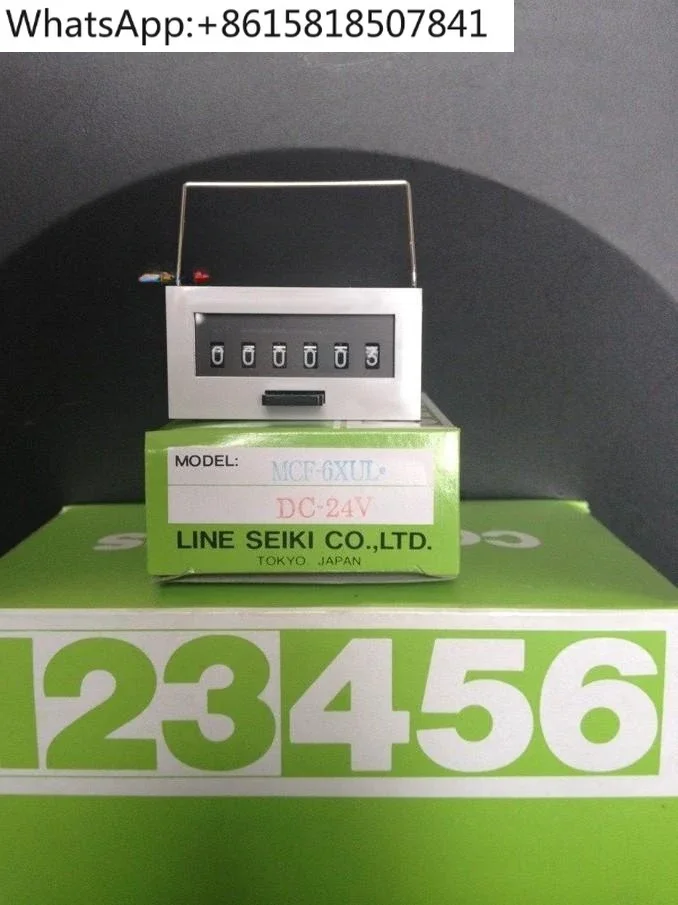 WhatsApp:+8615818507841
000003
MODEL: MCF-6XUL
DC-24V
LINE SEIKI CO.,LTD.
TOKYO JAPAN
123456